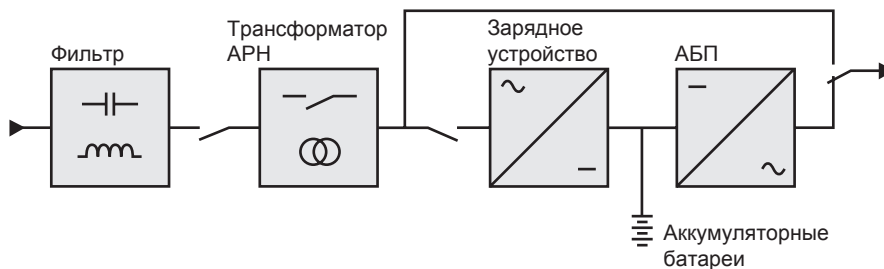 Фильтр
Трансформатор
АРН
Зарядное
устройство
АБП
Аккумуляторные
батареи